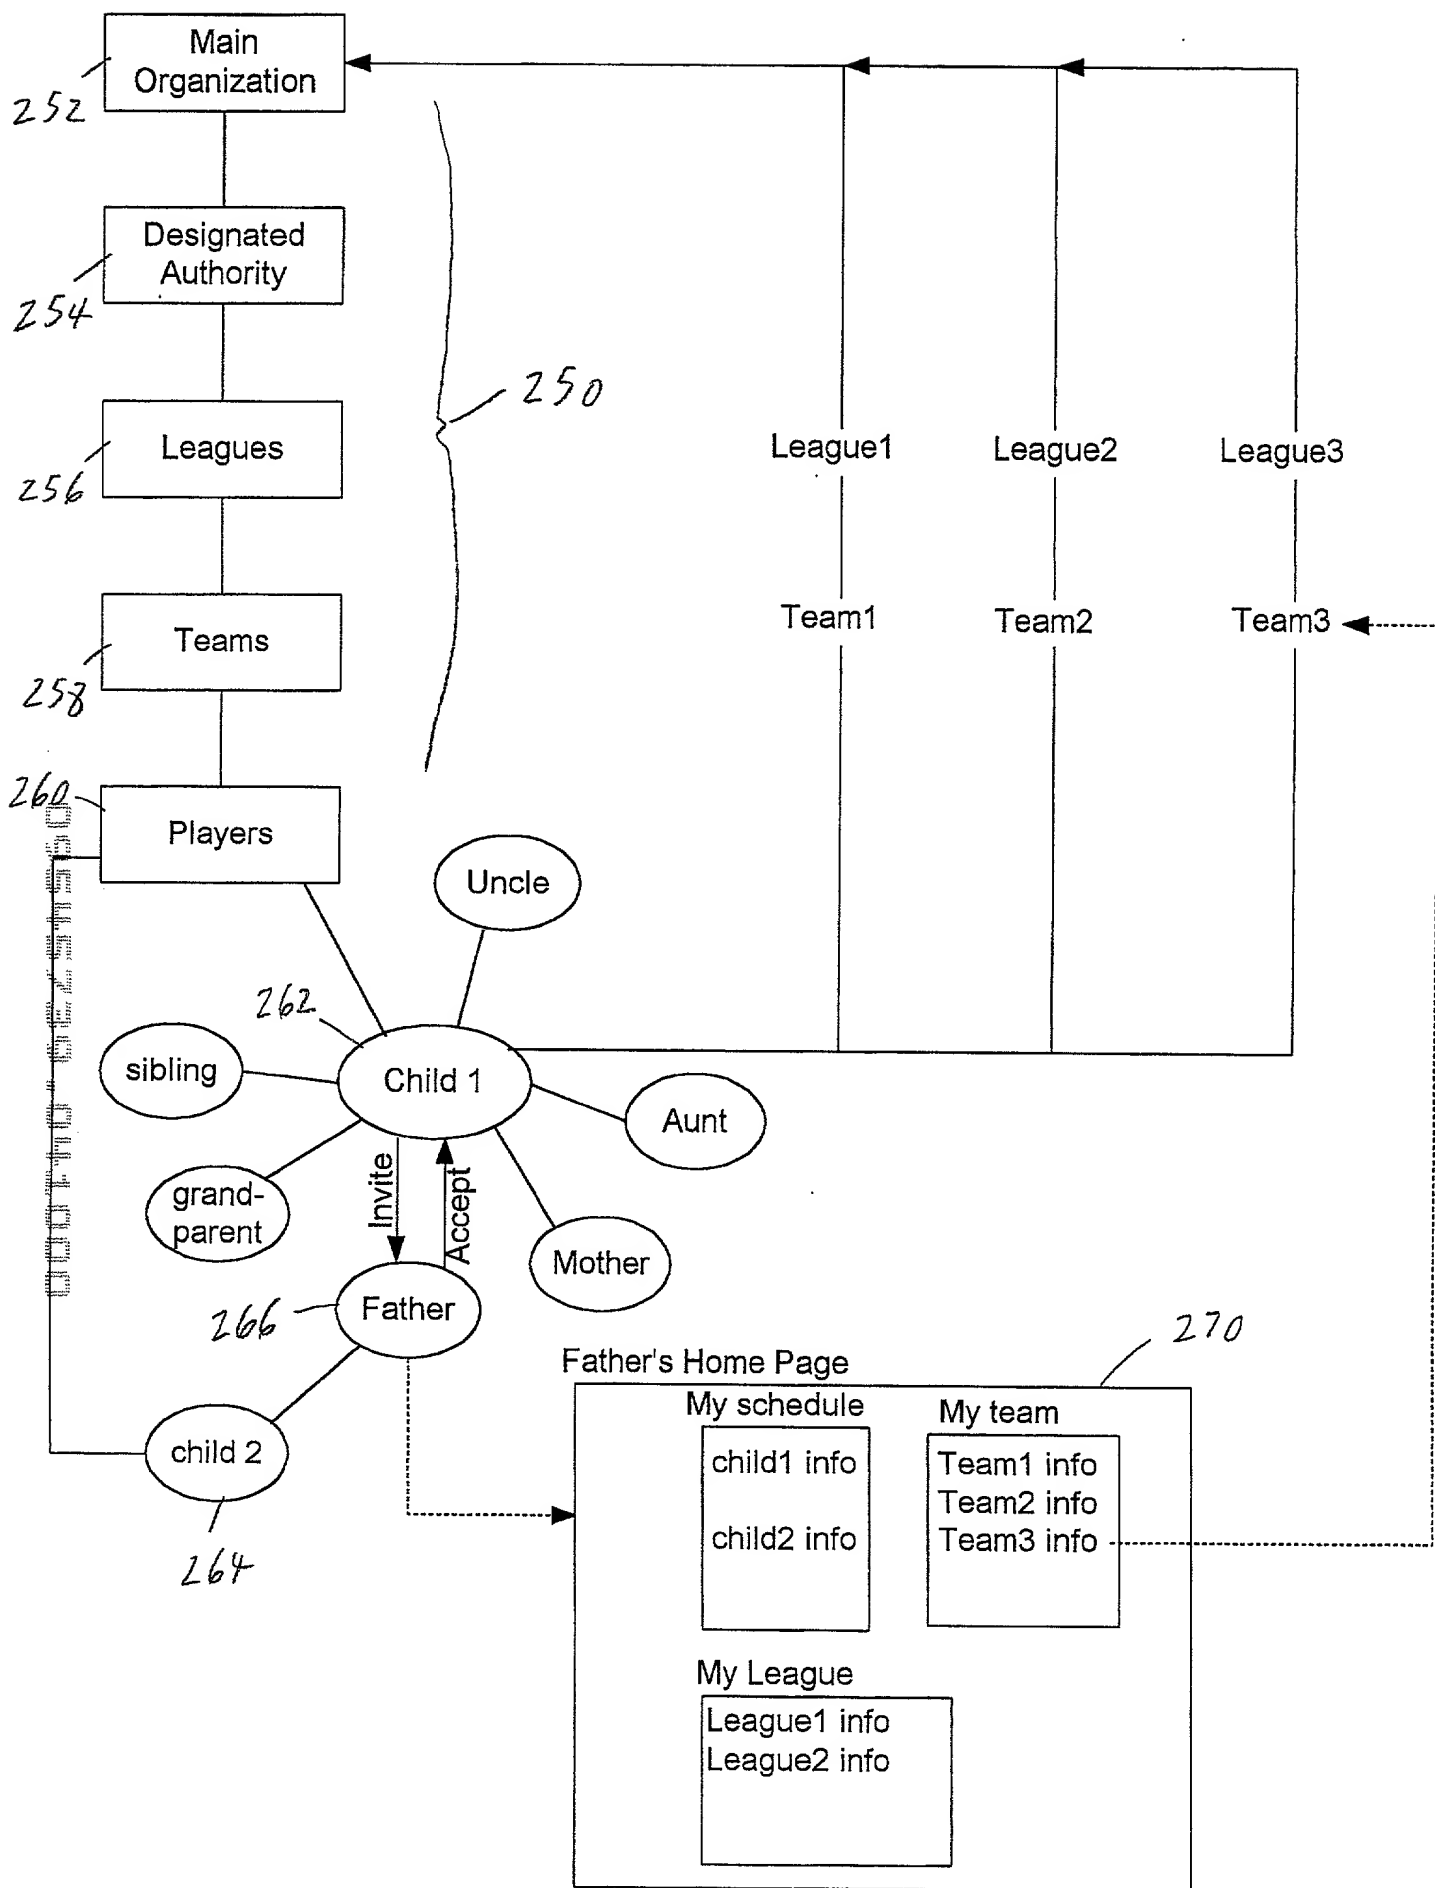 Main
Organization
252
Designated
Authority
254
250
Leagues
256
League1
League2
League3
Teams
258
Team1
Team2
Team3
260
Players
Uncle
262
sibling
Child 1
Aunt
grand-
parent
Invite
Accept
Mother
266
Father
270
Father's Home Page
My schedule
My team
child 2
child1 info
Team1 info
Team2 info
child2 info
Team3 info
264
My League
League1 info
League2 info